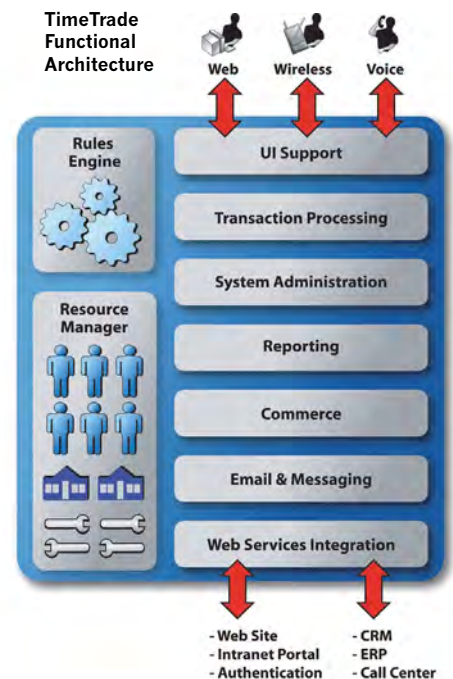 TimeTrade
Functional
Architecture
Web
Wireless
Voice
Rules
Engine
UI Support
Transaction Processing
System Administration
Resource
Manager
Reporting
Commerce
Email & Messaging
Web Services Integration
- Web Site
- Intranet Portal
- Authentication
- CRM
- ERP
- Call Center